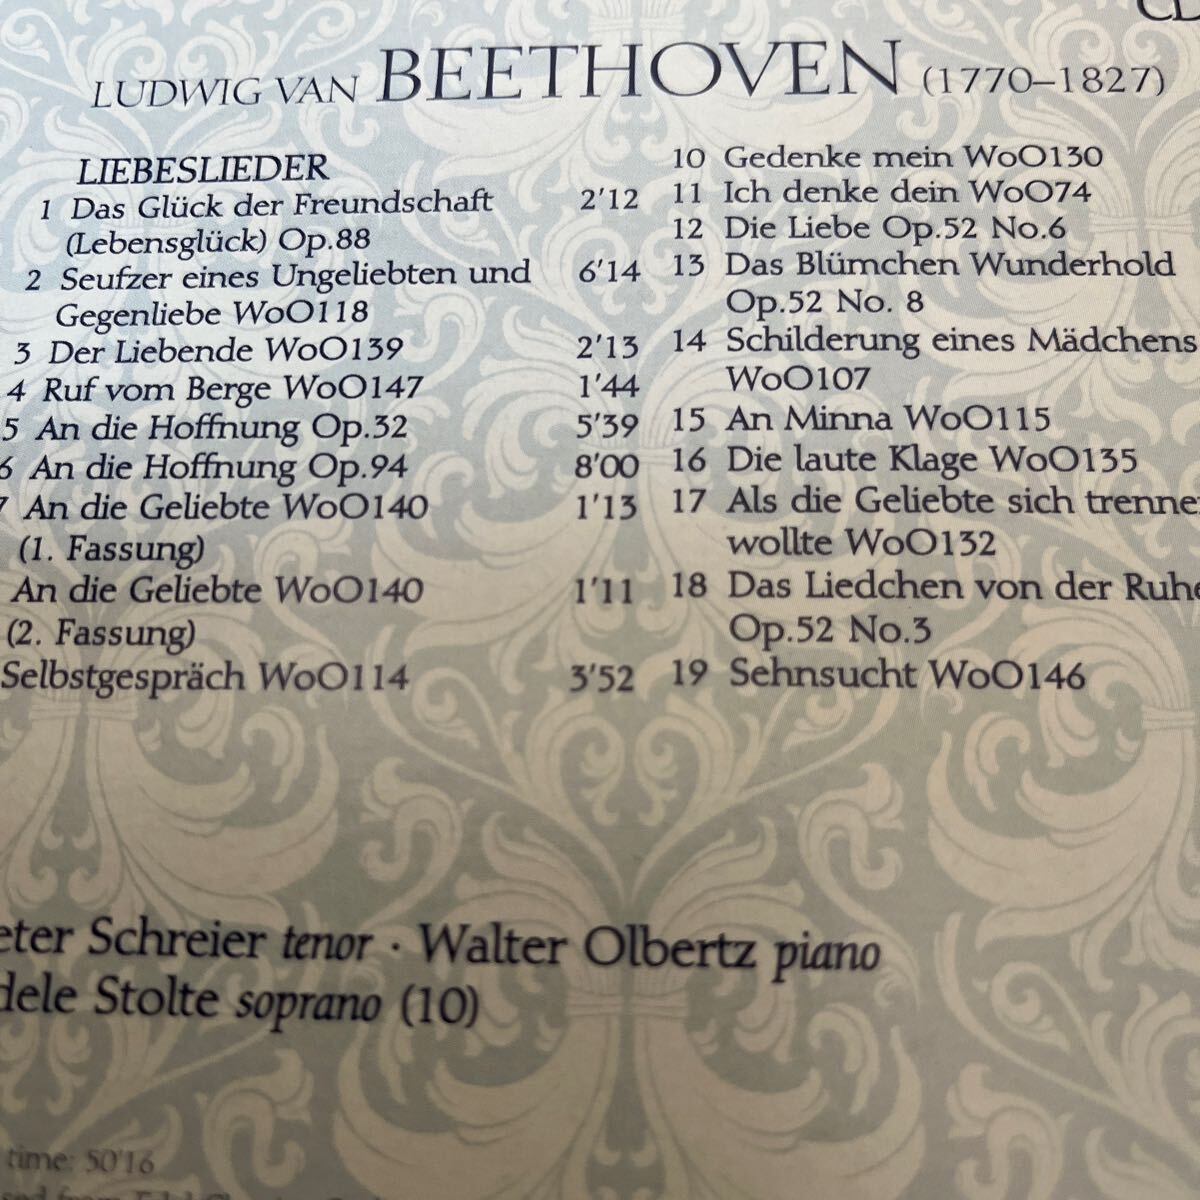 CD
LUDWIG VAN BEETHOVEN (1770–1827)
LIEBESLIEDER
1 Das Glück der Freundschaft 2'12
(Lebensglück) Op.88
2 Seufzer eines Ungeliebten und 6'14
Gegenliebe WoO118
3 Der Liebende WoO139 2'13
4 Ruf vom Berge WoO147 1'44
5 An die Hoffnung Op.32 5'39
6 An die Hoffnung Op.94 8'00
7 An die Geliebte WoO140 1'13
(1. Fassung)
An die Geliebte WoO140 1'11
(2. Fassung)
Selbstgespräch WoO114 3'52
10 Gedenke mein WoO130
11 Ich denke dein WoO74
12 Die Liebe Op.52 No.6
13 Das Blümchen Wunderhold
Op.52 No. 8
14 Schilderung eines Mädchens
WoO107
15 An Minna WoO115
16 Die laute Klage WoO135
17 Als die Geliebte sich trenne
wollte WoO132
18 Das Liedchen von der Ruhe
Op.52 No.3
19 Sehnsucht WoO146
eter Schreier tenor · Walter Olbertz piano
dele Stolte soprano (10)
time: 50'16